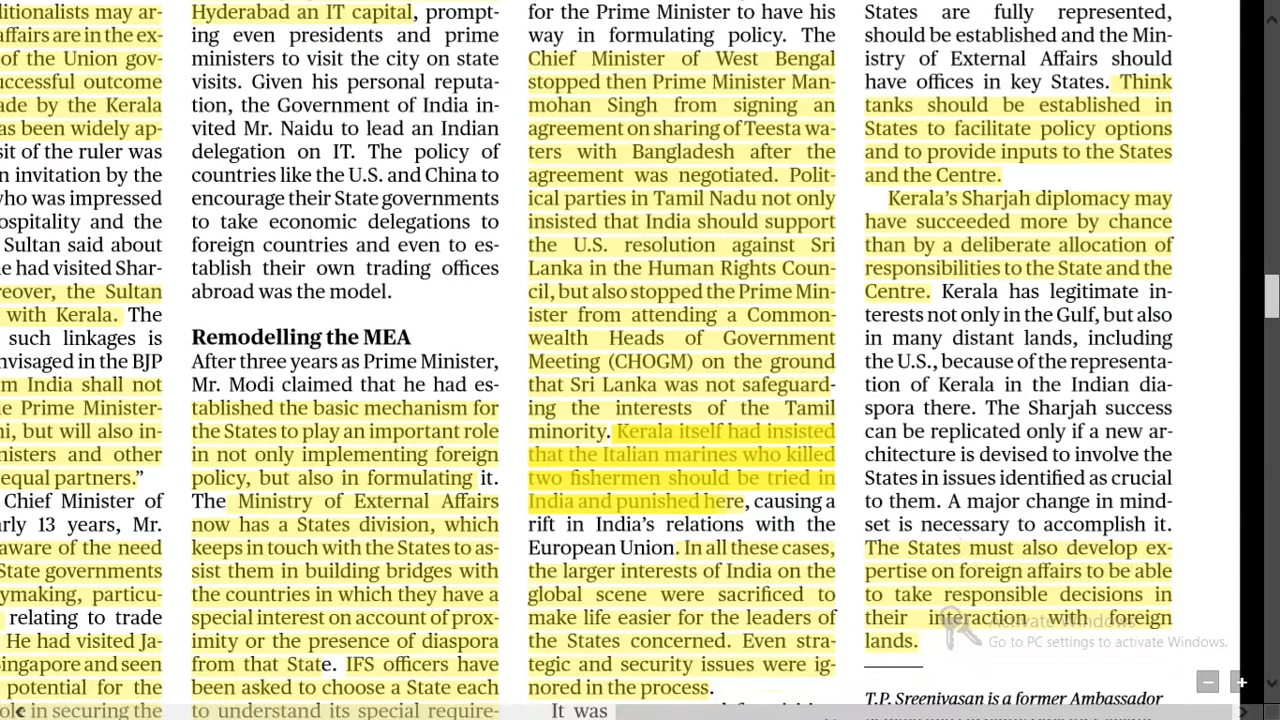 ditionalists may ar-
affairs are in the ex-
of the Union gov-
uccessful outcome
ade by the Kerala
as been widely ap-
sit of the ruler was
n invitation by the
who was impressed
ospitality and the
Sultan said about
e had visited Shar-
reover, the Sultan
with Kerala. The
such linkages is
nvisaged in the BJP
m India shall not
e Prime Minister-
hi, but will also in-
nisters and other
equal partners.”
Chief Minister of
arly 13 years, Mr.
aware of the need
State governments
ymaking, particu-
relating to trade
He had visited Ja-
Singapore and seen
potential for the
in securing the
Hyderabad an IT capital, prompt-
ing even presidents and prime
ministers to visit the city on state
visits. Given his personal reputa-
tion, the Government of India in-
vited Mr. Naidu to lead an Indian
delegation on IT. The policy of
countries like the U.S. and China to
encourage their State governments
to take economic delegations to
foreign countries and even to es-
tablish their own trading offices
abroad was the model.
Remodelling the MEA
After three years as Prime Minister,
Mr. Modi claimed that he had es-
tablished the basic mechanism for
the States to play an important role
in not only implementing foreign
policy, but also in formulating it.
The Ministry of External Affairs
now has a States division, which
keeps in touch with the States to as-
sist them in building bridges with
the countries in which they have a
special interest on account of prox-
imity or the presence of diaspora
from that State. IFS officers have
been asked to choose a State each
to understand its special require-
for the Prime Minister to have his
way in formulating policy. The
Chief Minister of West Bengal
stopped then Prime Minister Man-
mohan Singh from signing an
agreement on sharing of Teesta wa-
ters with Bangladesh after the
agreement was negotiated. Polit-
ical parties in Tamil Nadu not only
insisted that India should support
the U.S. resolution against Sri
Lanka in the Human Rights Coun-
cil, but also stopped the Prime Min-
ister from attending a Common-
wealth Heads of Government
Meeting (CHOGM) on the ground
that Sri Lanka was not safeguard-
ing the interests of the Tamil
minority. Kerala itself had insisted
that the Italian marines who killed
two fishermen should be tried in
India and punished here, causing a
rift in India’s relations with the
European Union. In all these cases,
the larger interests of India on the
global scene were sacrificed to
make life easier for the leaders of
the States concerned. Even stra-
tegic and security issues were ig-
nored in the process.
It was
States are fully represented,
should be established and the Min-
istry of External Affairs should
have offices in key States. Think
tanks should be established in
States to facilitate policy options
and to provide inputs to the States
and the Centre.
Kerala’s Sharjah diplomacy may
have succeeded more by chance
than by a deliberate allocation of
responsibilities to the State and the
Centre. Kerala has legitimate in-
terests not only in the Gulf, but also
in many distant lands, including
the U.S., because of the representa-
tion of Kerala in the Indian dia-
spora there. The Sharjah success
can be replicated only if a new ar-
chitecture is devised to involve the
States in issues identified as crucial
to them. A major change in mind-
set is necessary to accomplish it.
The States must also develop ex-
pertise on foreign affairs to be able
to take responsible decisions in
their interaction with foreign
lands.
Activate Windows
Go to PC settings to activate Windows.
T.P. Sreenivasan is a former Ambassador